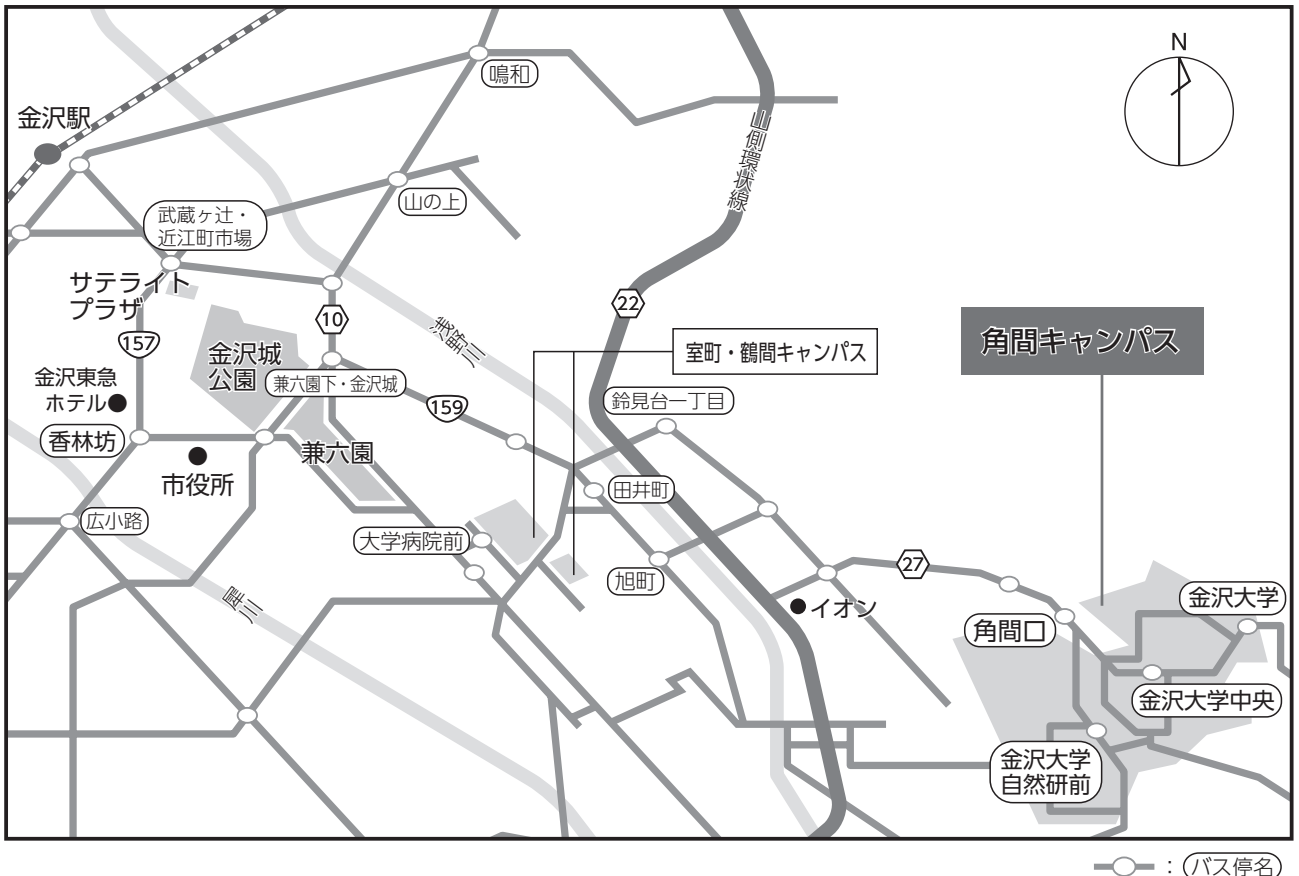 N
金沢駅
鳴和
山側環状線
山の上
武蔵ヶ辻・
近江町市場
サテライト
プラザ
157
10
22
浅野川
室町・鶴間キャンパス
角間キャンパス
金沢城
公園
兼六園下・金沢城
金沢東急
ホテル
159
鈴見台一丁目
香林坊
市役所
兼六園
田井町
広小路
大学病院前
旭町
27
イオン
犀川
角間口
金沢大学
金沢大学中央
金沢大学
自然研前
：バス停名